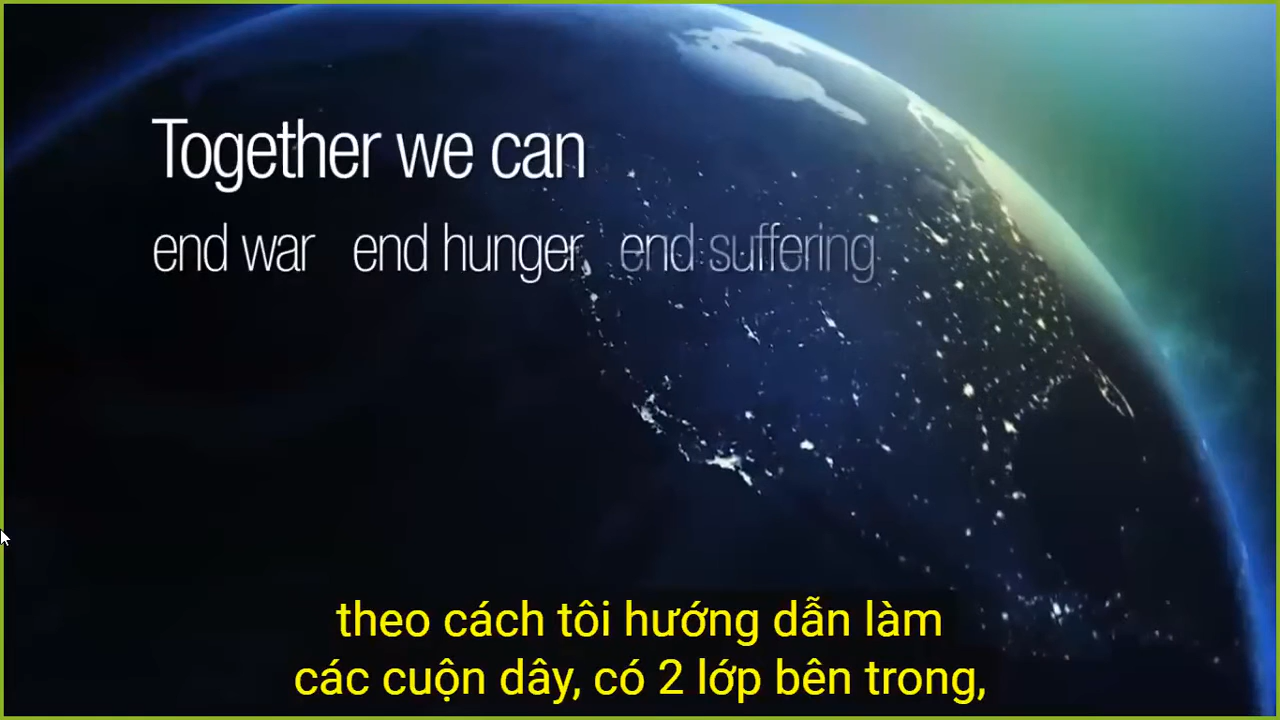 Together we can
end war end hunger end suffering
theo cách tôi hướng dẫn làm
các cuộn dây, có 2 lớp bên trong,